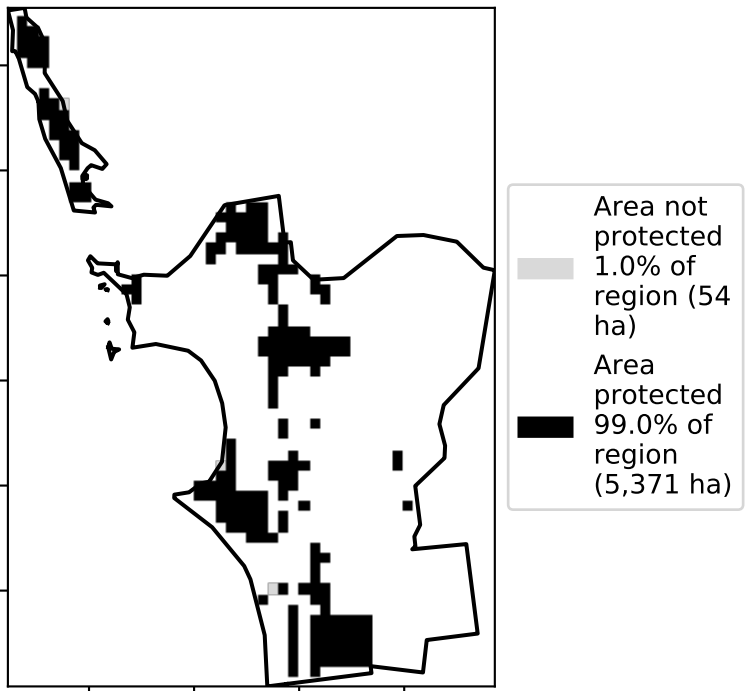 Area not
protected
1.0% of
region (54
ha)
Area
protected
99.0% of
region
(5,371 ha)